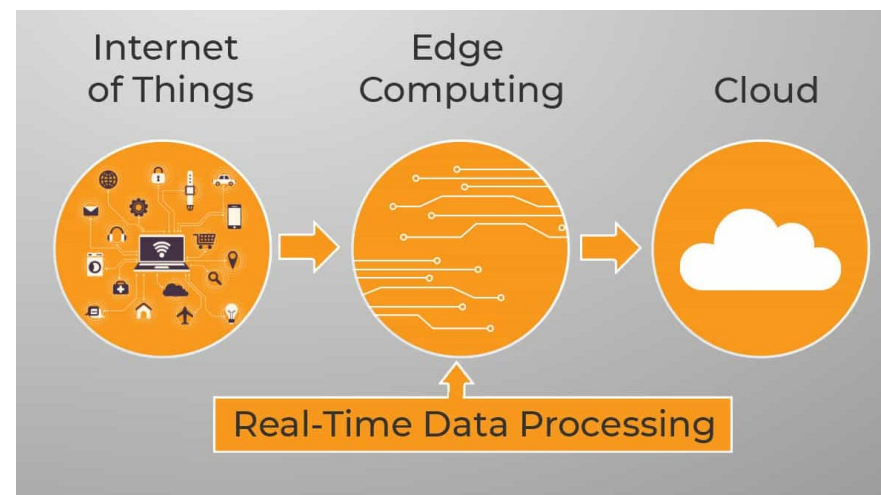 Internet
of Things
Edge
Computing
Cloud
Real-Time Data Processing